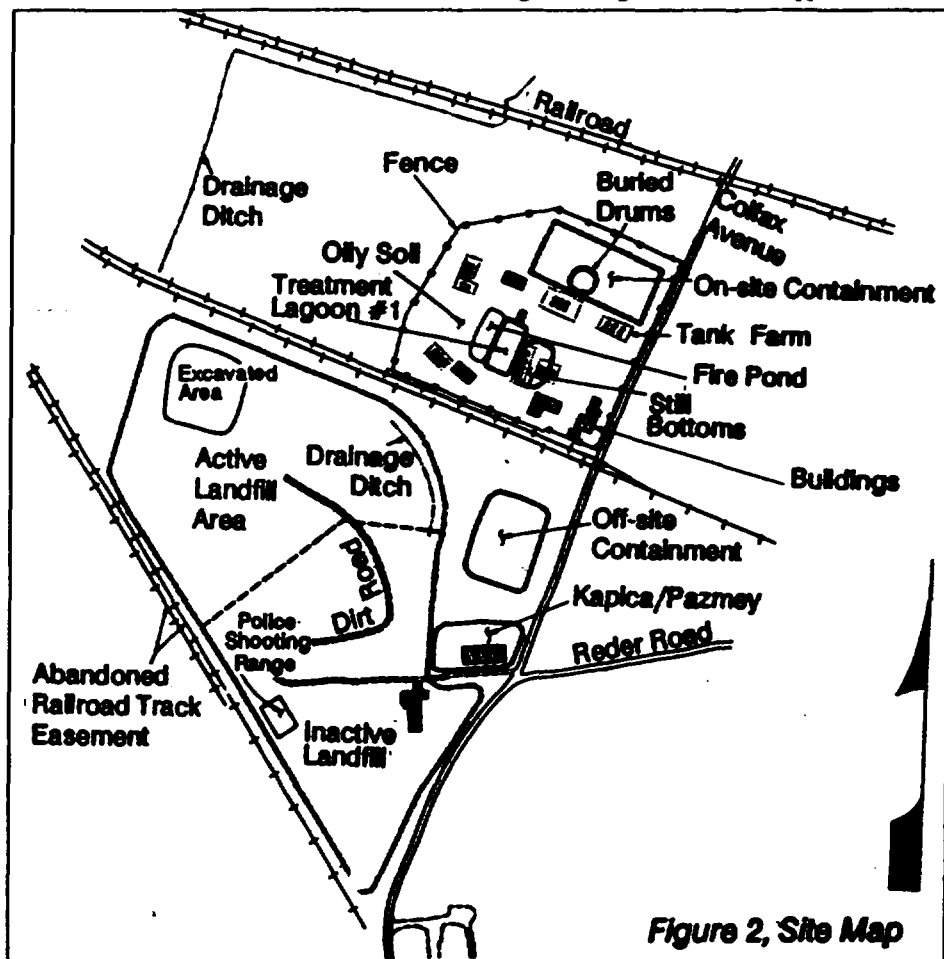 Railroad
Drainage
Ditch
Fence
Buried
Drums
Colfax
Avenue
Oily Soil
Treatment
Lagoon #1
On-site Containment
Tank Farm
Fire Pond
Still
Bottoms
Buildings
Excavated
Area
Active
Landfill
Area
Drainage
Ditch
Off-site
Containment
Dirt Road
Kapica/Pazmey
Reder Road
Police
Shooting
Range
Abandoned
Railroad Track
Easement
Inactive
Landfill
Figure 2, Site Map